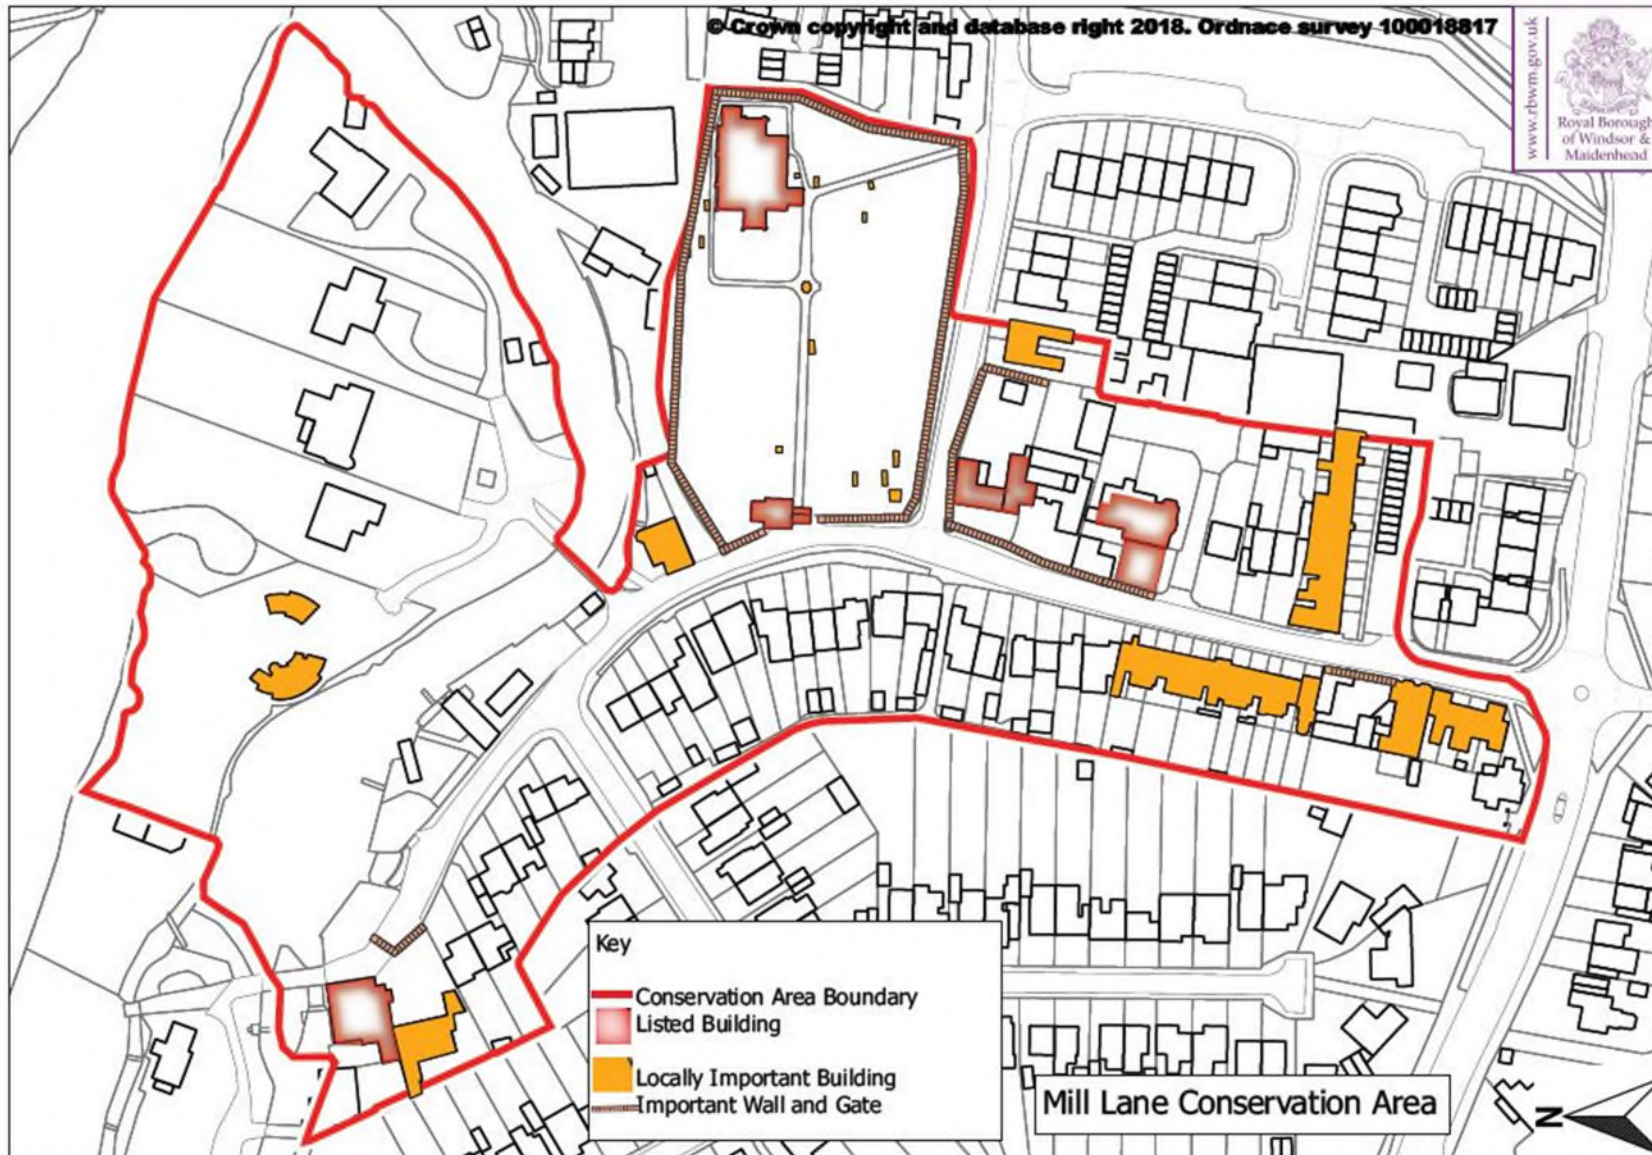 © Crown copyright and database right 2018. Ordnace survey 100018817
www.rbwm.gov.uk
Royal Borough
of Windsor &
Maidenhead
Key
Conservation Area Boundary
Listed Building
Locally Important Building
Important Wall and Gate
Mill Lane Conservation Area
N